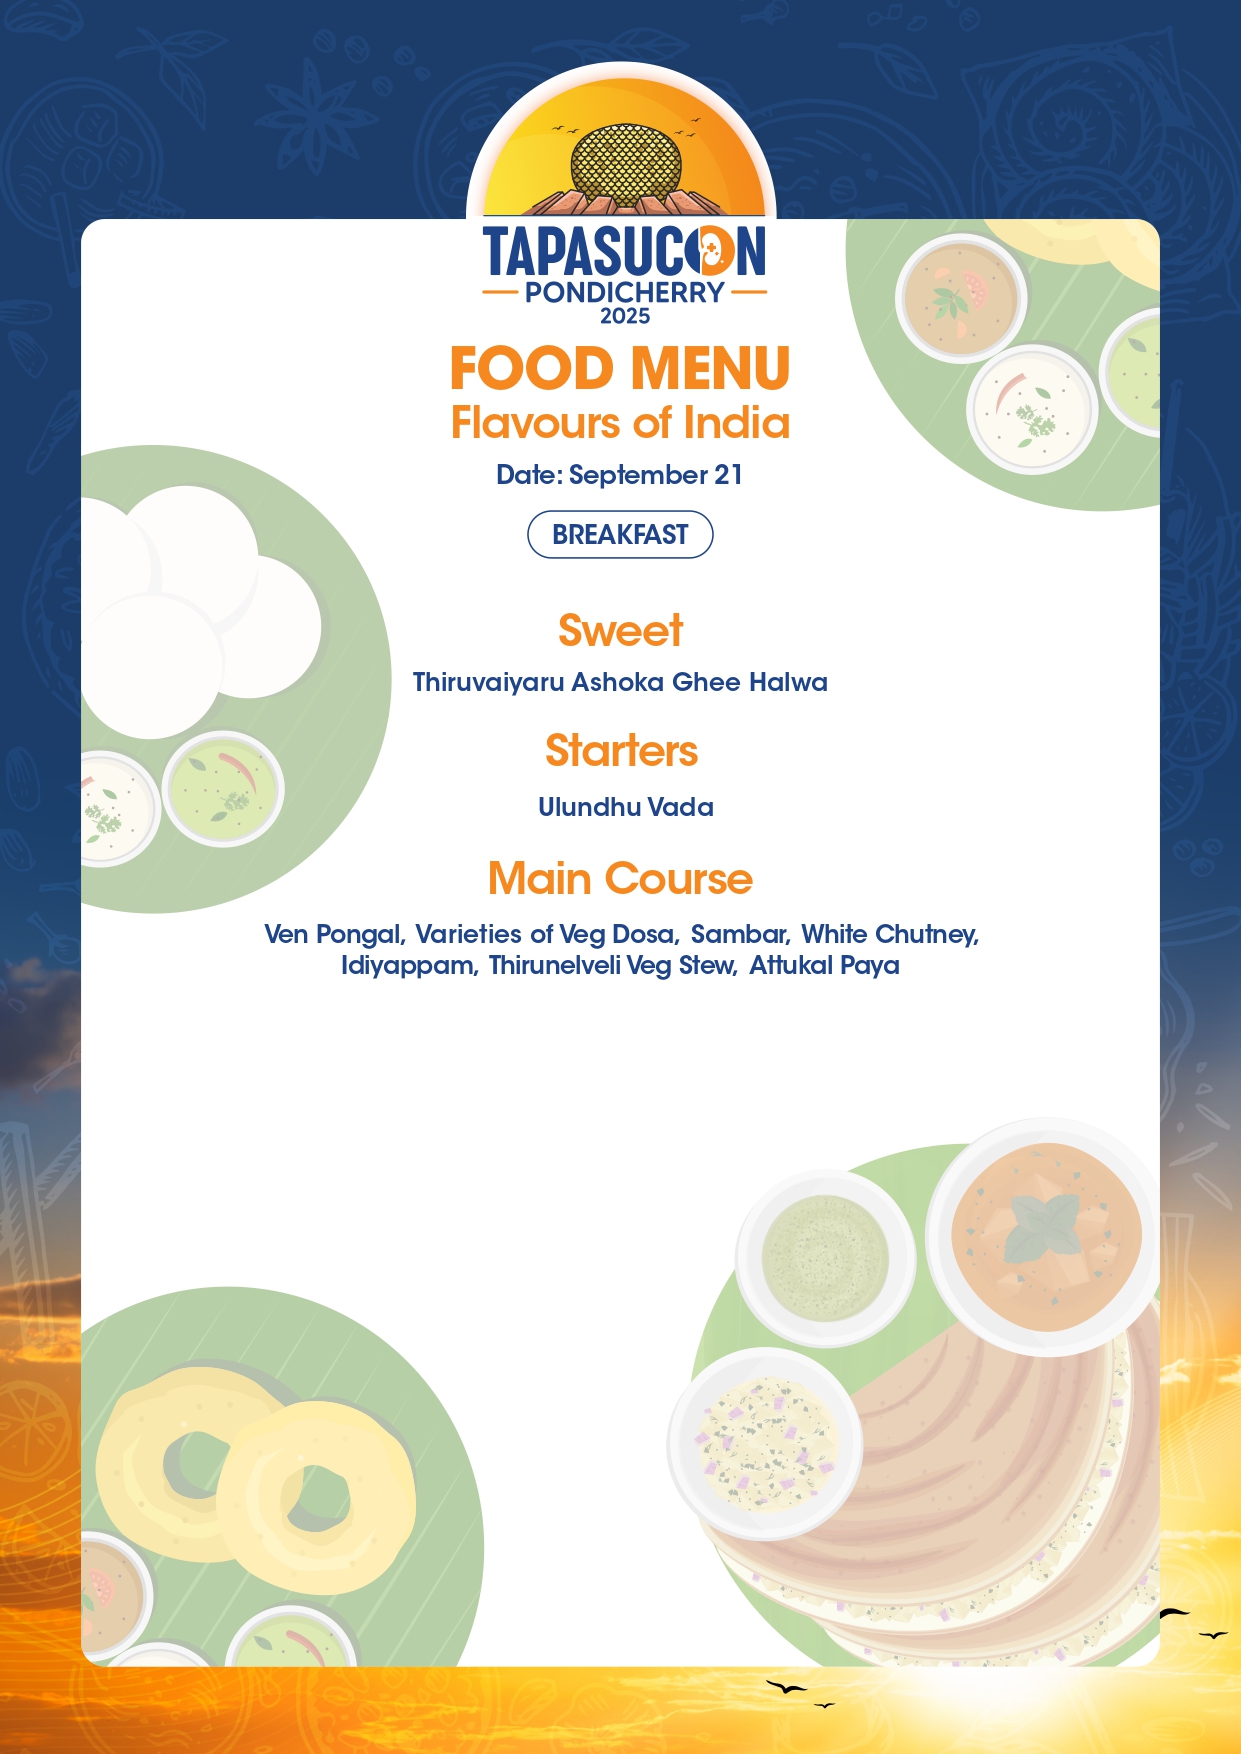 TAPASUCON
PONDICHERRY
2025
FOOD MENU
Flavours of India
Date: September 21
BREAKFAST
Sweet
Thiruvaiyaru Ashoka Ghee Halwa
Starters
Ulundhu Vada
Main Course
Ven Pongal, Varieties of Veg Dosa, Sambar, White Chutney,
Idiyappam, Thirunelveli Veg Stew, Attukal Paya